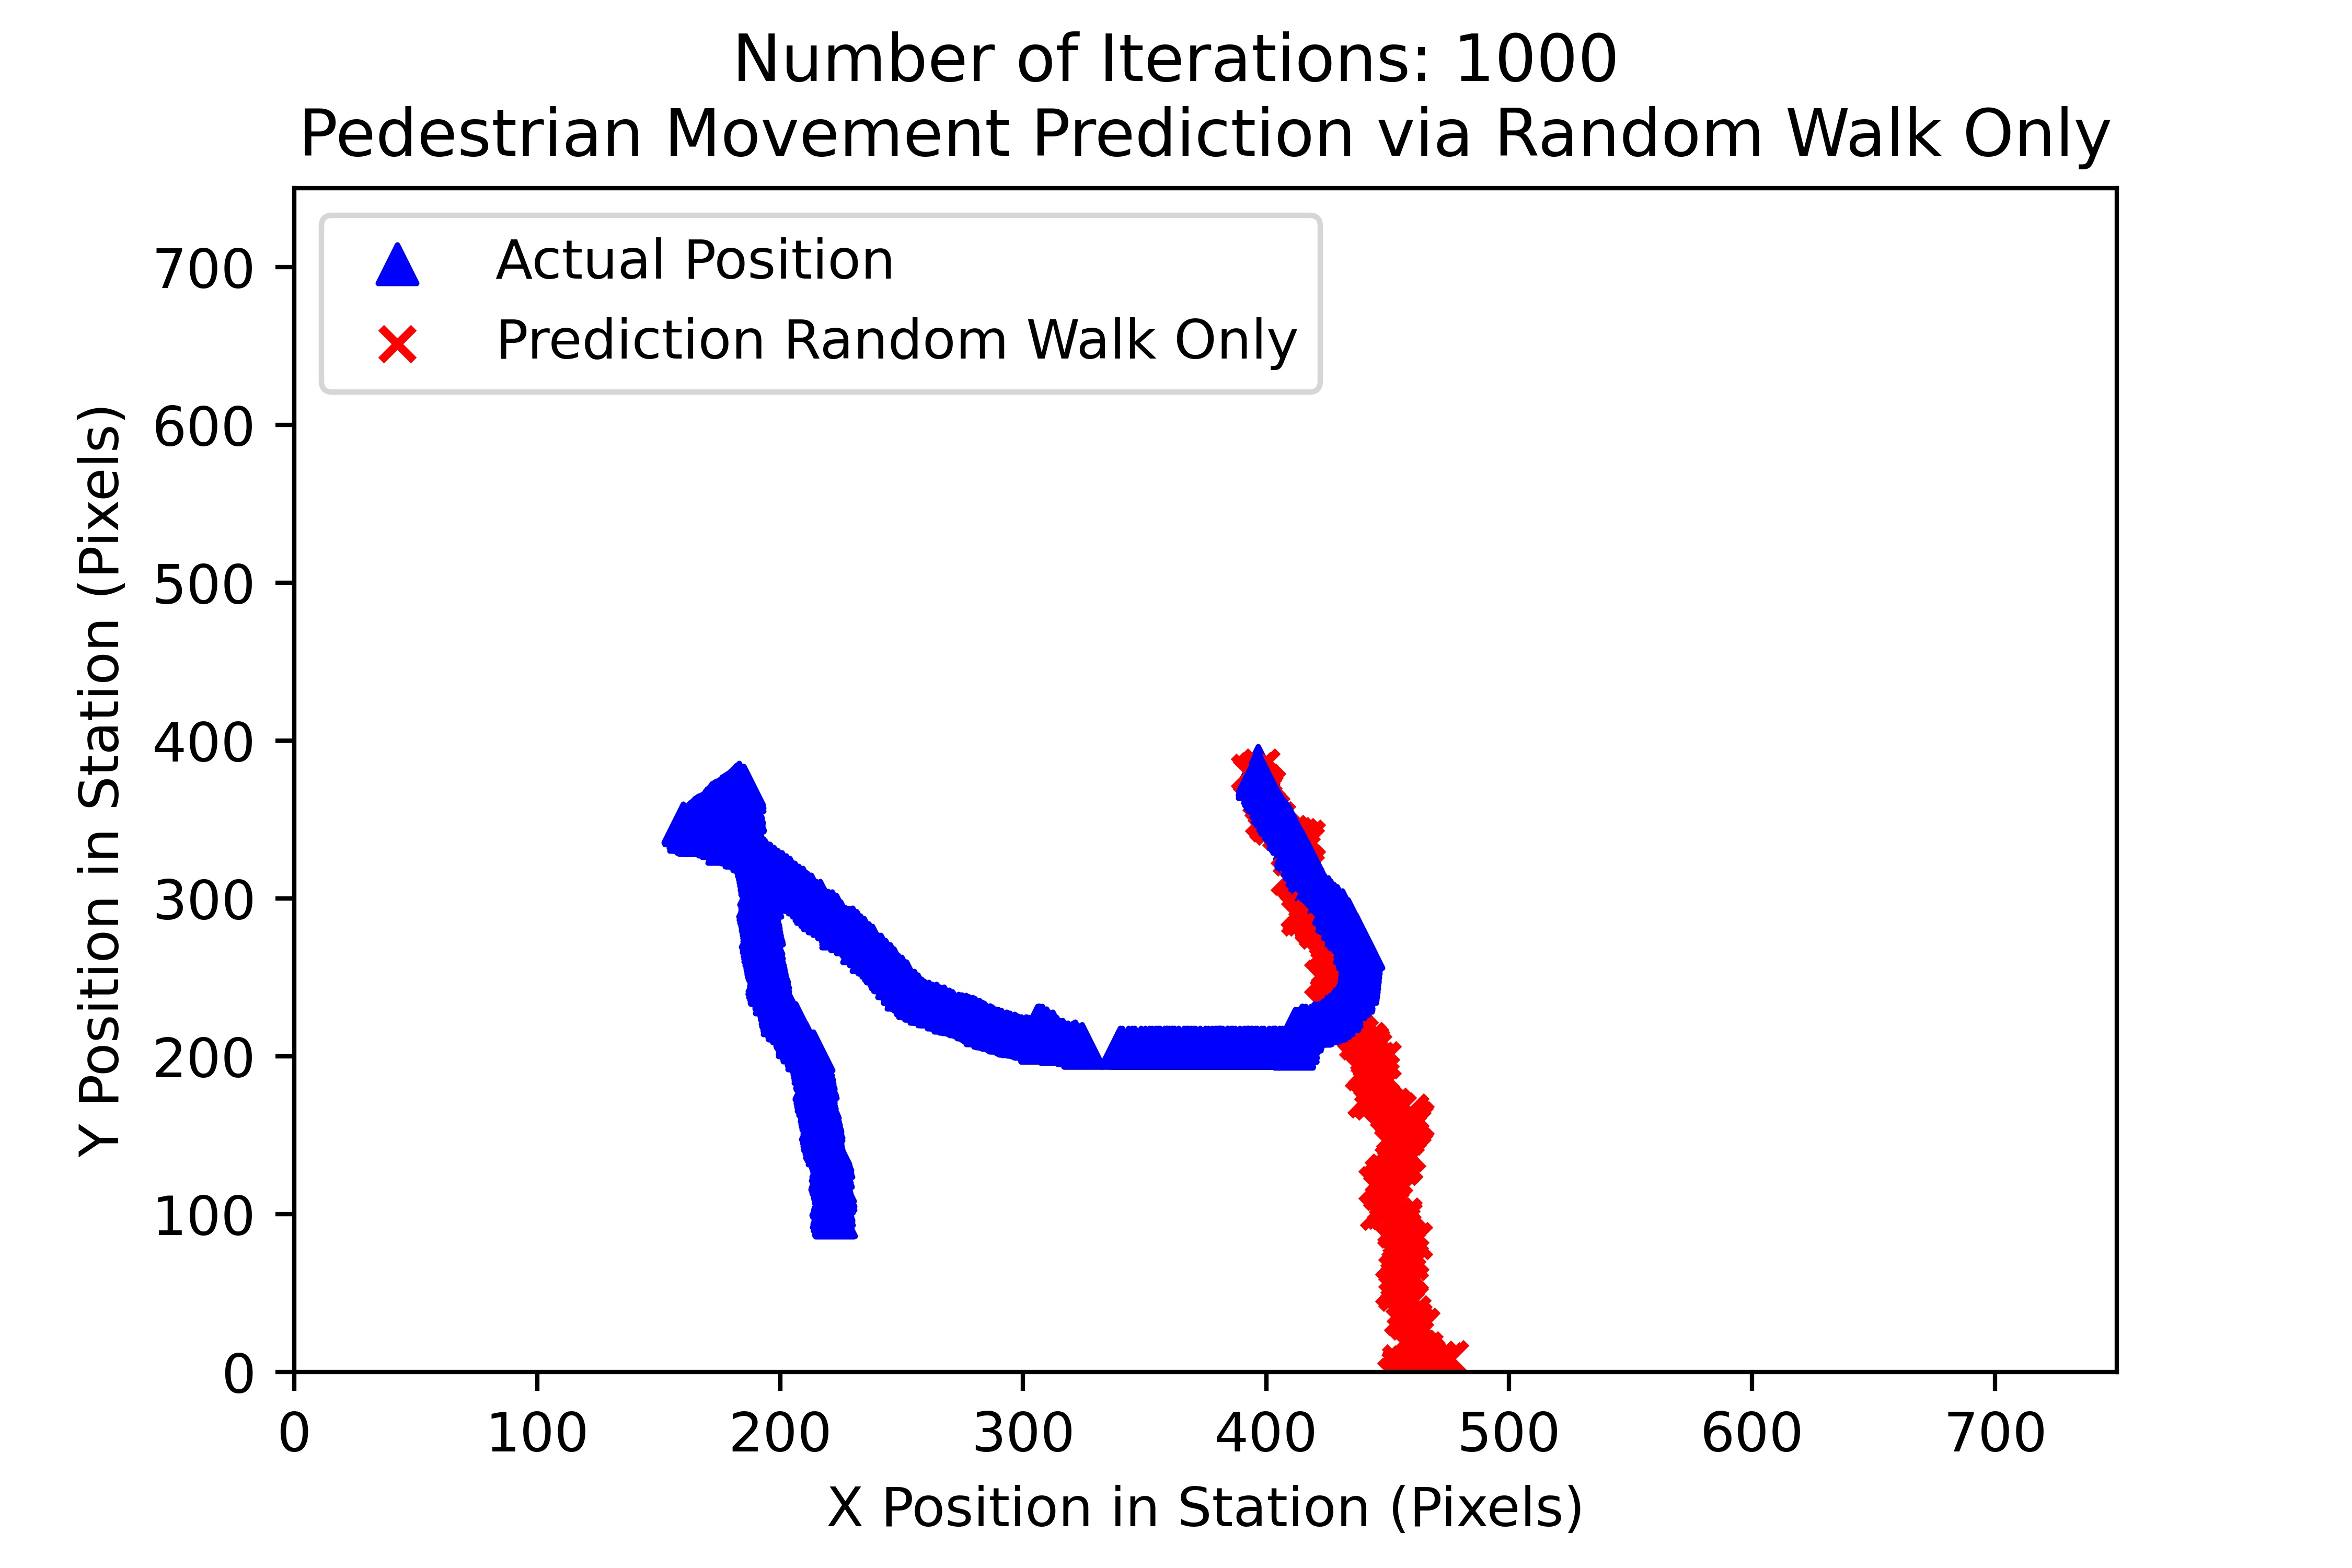 Number of Iterations: 1000
Pedestrian Movement Prediction via Random Walk Only
Actual Position
Prediction Random Walk Only
Y Position in Station (Pixels)
700
600
500
400
300
200
100
0
0 100 200 300 400 500 600 700
X Position in Station (Pixels)